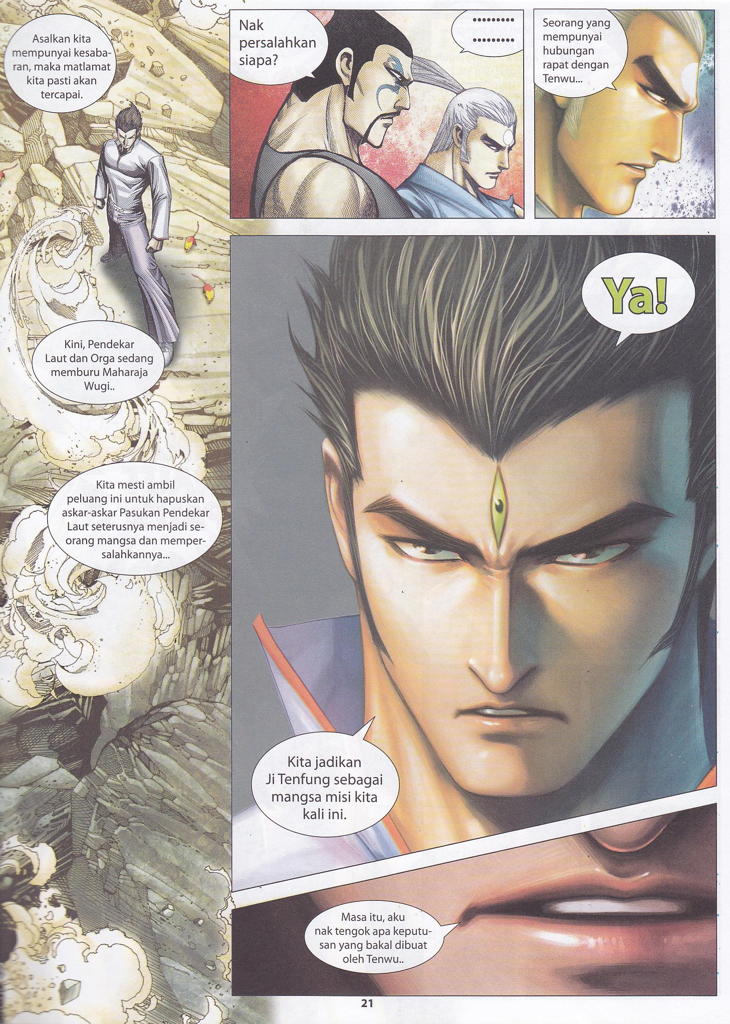 Asalkan kita
mempunyai kesaba-
ran, maka matlamat
kita pasti akan
tercapai.
Kini, Pendekar
Laut dan Orga sedang
memburu Maharaja
Wugi..
Kita mesti ambil
peluang ini untuk hapuskan
askar-askar Pasukan Pendekar
Laut seterusnya menjadi se-
orang mangsa dan memper-
salahkannya...
Nak
persalahkan
siapa?
.........
.........
Seorang yang
mempunyai
hubungan
rapat dengan
Tenwu...
Ya!
Kita jadikan
Ji Tenfung sebagai
mangsa misi kita
kali ini.
Masa itu, aku
nak tengok apa keputu-
san yang bakal dibuat
oleh Tenwu..
21